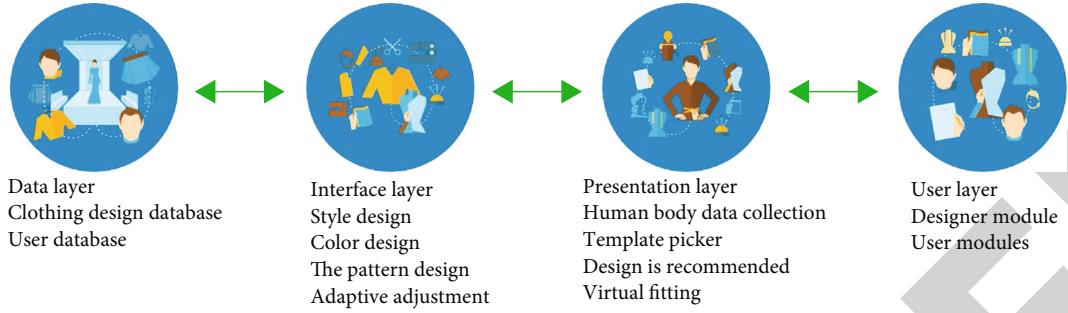 Data layer
Clothing design database
User database
Interface layer
Style design
Color design
The pattern design
Adaptive adjustment
Presentation layer
Human body data collection
Template picker
Design is recommended
Virtual fitting
User layer
Designer module
User modules